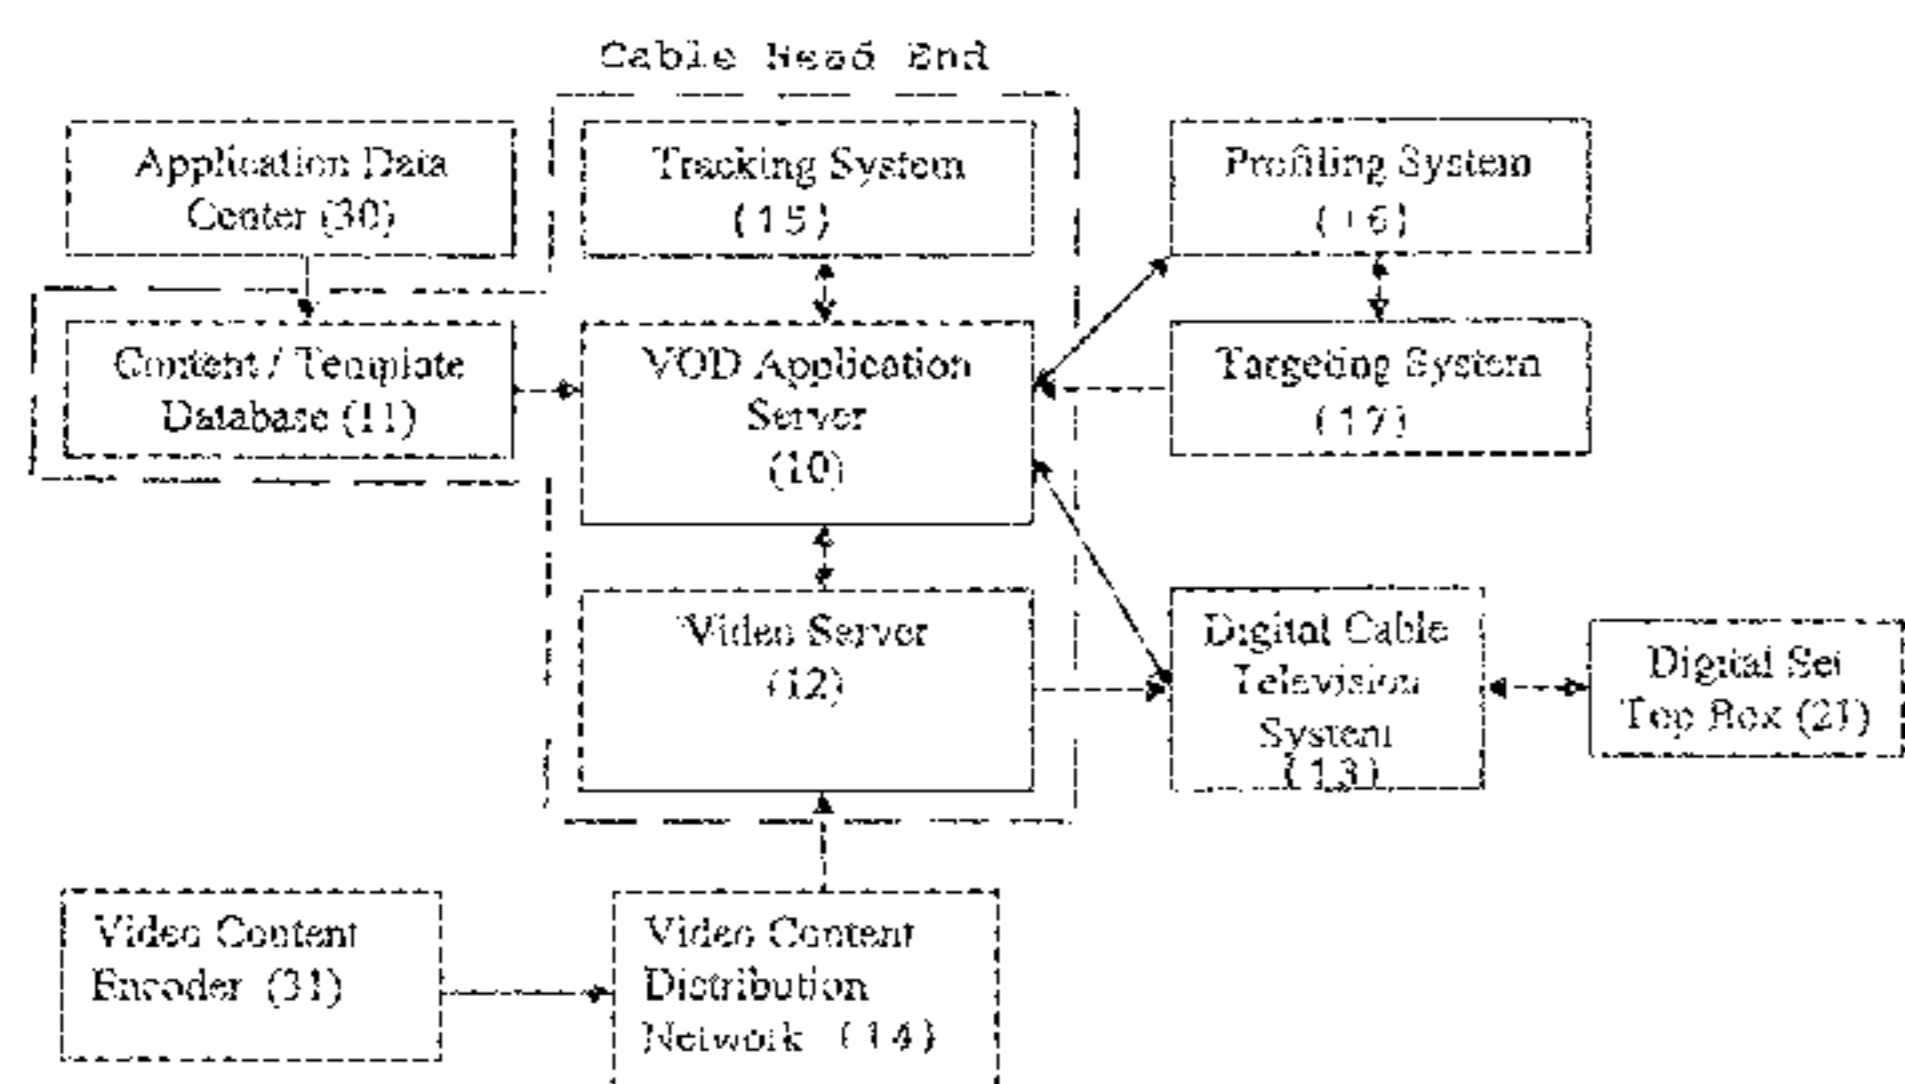 Cable Head End
Application Data
Center (30)
Tracking System
(15)
Profiling System
(16)
Content / Template
Database (11)
VOD Application
Server
(10)
Targeting System
(17)
Video Server
(12)
Digital Cable
Television
System
(13)
Digital Set
Top Box (21)
Video Content
Encoder (31)
Video Content
Distribution
Network (14)